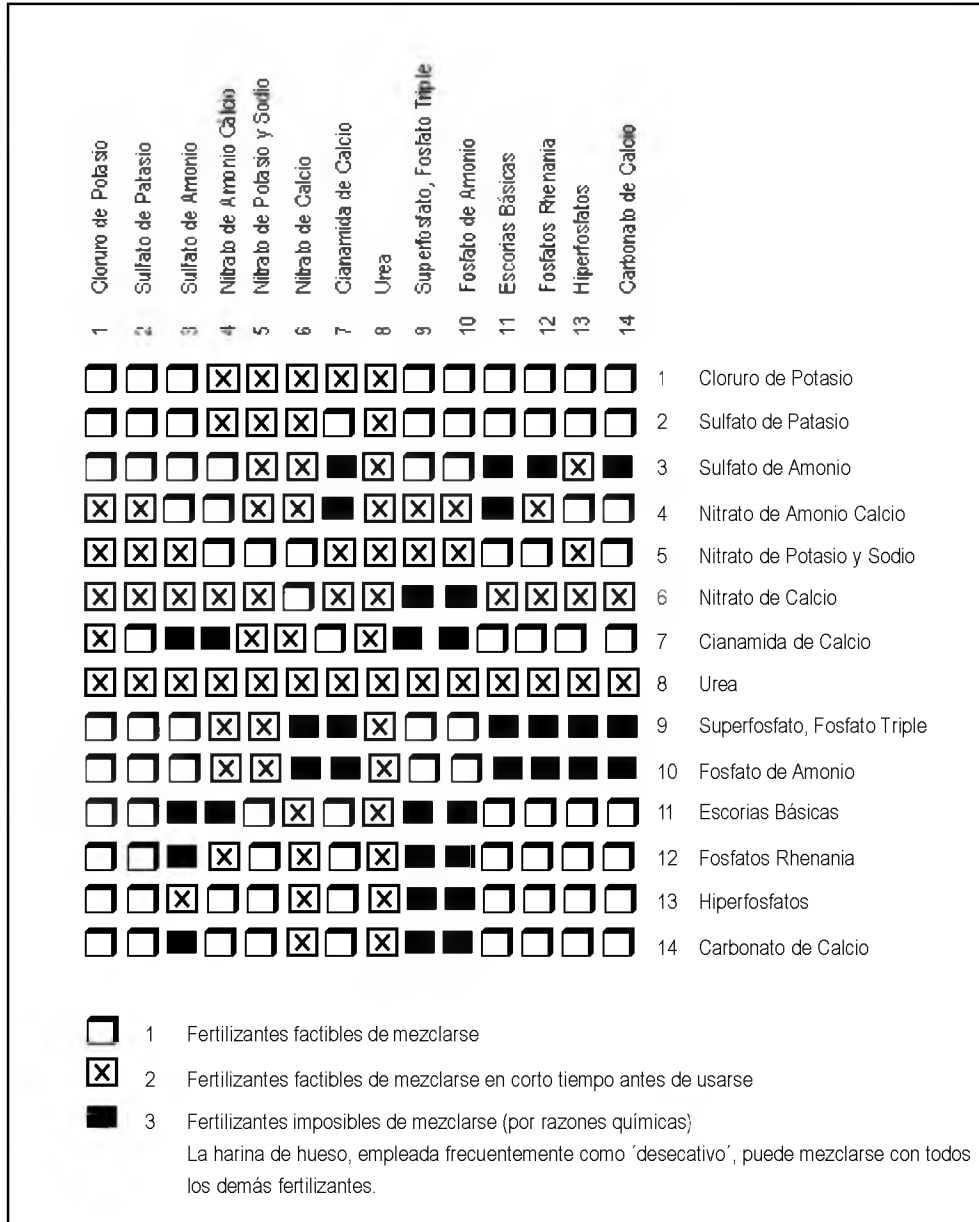 Cloruro de Potasio
Sulfato de Patasio
Sulfato de Amonio
Nitrato de Amonio Calcio
Nitrato de Potasio y Sodio
Nitrato de Calcio
Cianamida de Calcio
Urea
Superfosfato, Fosfato Triple
Fosfato de Amonio
Escorias Básicas
Fosfatos Rhenania
Hiperfosfatos
Carbonato de Calcio
1 2 3 4 5 6 7 8 9 10 11 12 13 14
1 Cloruro de Potasio
2 Sulfato de Patasio
3 Sulfato de Amonio
4 Nitrato de Amonio Calcio
5 Nitrato de Potasio y Sodio
6 Nitrato de Calcio
7 Cianamida de Calcio
8 Urea
9 Superfosfato, Fosfato Triple
10 Fosfato de Amonio
11 Escorias Básicas
12 Fosfatos Rhenania
13 Hiperfosfatos
14 Carbonato de Calcio
1 Fertilizantes factibles de mezclarse
2 Fertilizantes factibles de mezclarse en corto tiempo antes de usarse
3 Fertilizantes imposibles de mezclarse (por razones químicas)
La harina de hueso, empleada frecuentemente como ´desecativo´, puede mezclarse con todos
los demás fertilizantes.